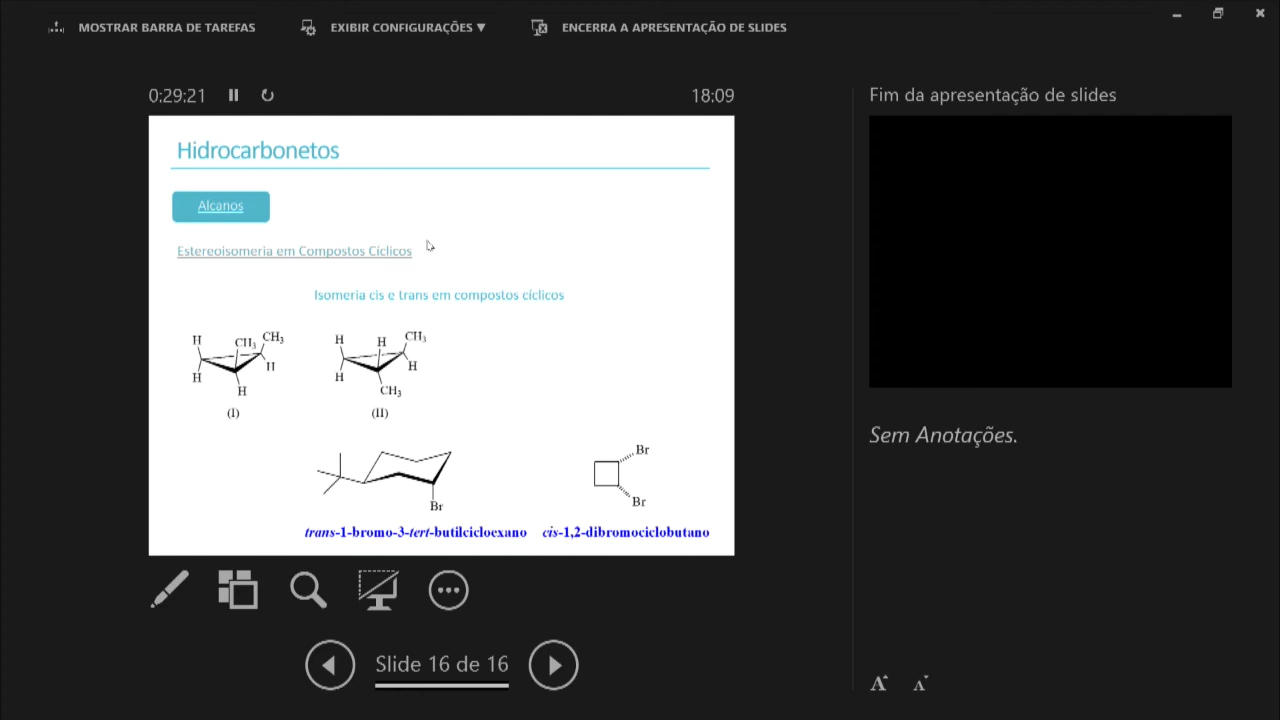 MOSTRAR BARRA DE TAREFAS
EXIBIR CONFIGURAÇÕES ▼
ENCERRA A APRESENTAÇÃO DE SLIDES
0:29:21
18:09
Hidrocarbonetos
Alcanos
Estereoisomeria em Compostos Cíclicos
Isomeria cis e trans em compostos cíclicos
H CH3 CH3
H H
H
(I)
H H CH3
H H
CH3
(II)
Br
trans-1-bromo-3-tert-butilcicloexano
Br
Br
cis-1,2-dibromociclobutano
Slide 16 de 16
Fim da apresentação de slides
Sem Anotações.
A A